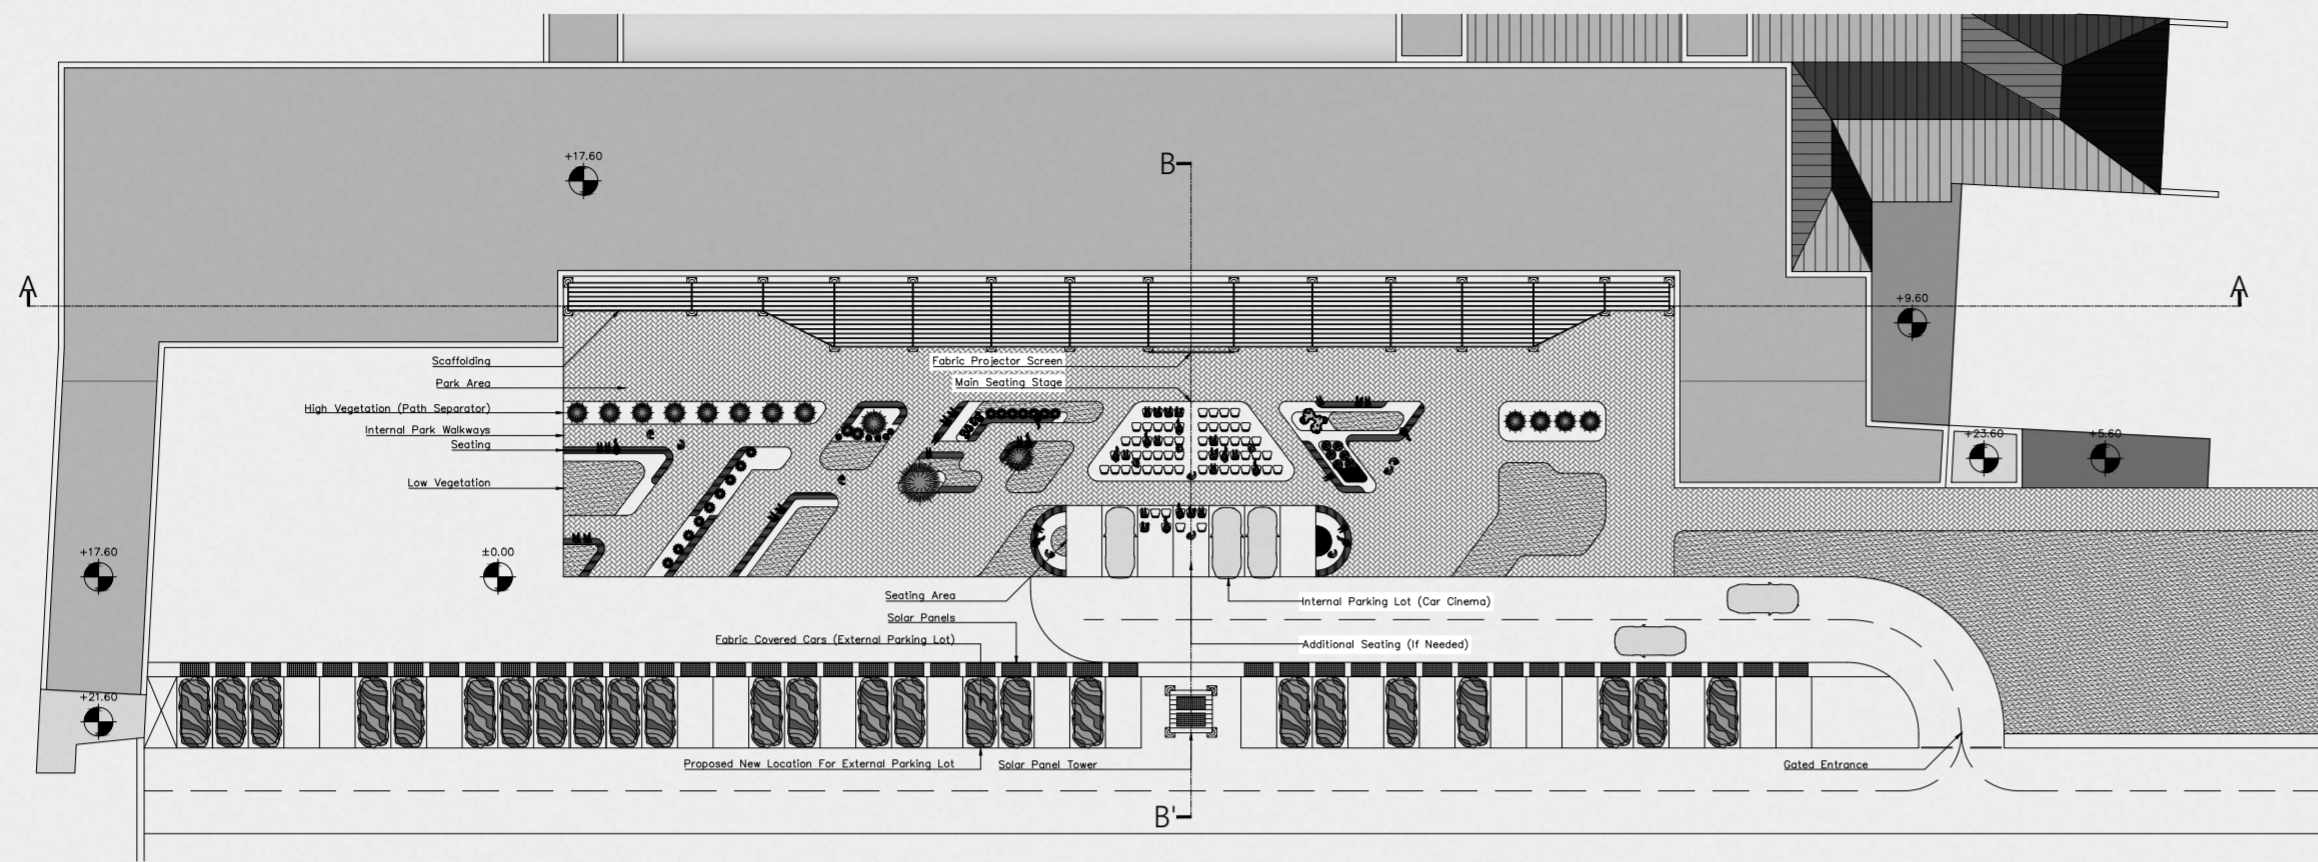 +17.60
B
A
A
+9.60
Scaffolding
Fabric Projector Screen
Park Area
Main Seating Stage
High Vegetation (Path Separator)
Internal Park Walkways
Seating
+23.60
+5.60
Low Vegetation
+17.60
±0.00
Seating Area
Internal Parking Lot (Car Cinema)
Solar Panels
Fabric Covered Cars (External Parking Lot)
Additional Seating (If Needed)
+21.60
Proposed New Location For External Parking Lot
Solar Panel Tower
Gated Entrance
B'